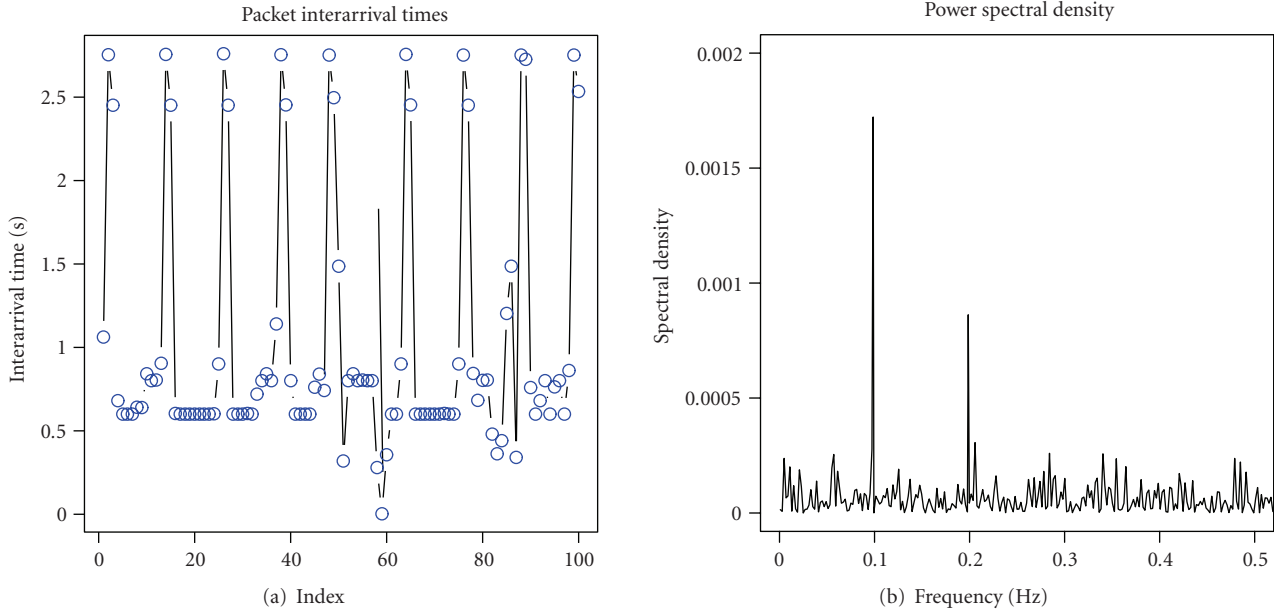 Packet interarrival times
Interarrival time (s)
2.5
2
1.5
1
0.5
0
0 20 40 60 80 100
(a) Index
Power spectral density
Spectral density
0.002
0.0015
0.001
0.0005
0
0 0.1 0.2 0.3 0.4 0.5
(b) Frequency (Hz)